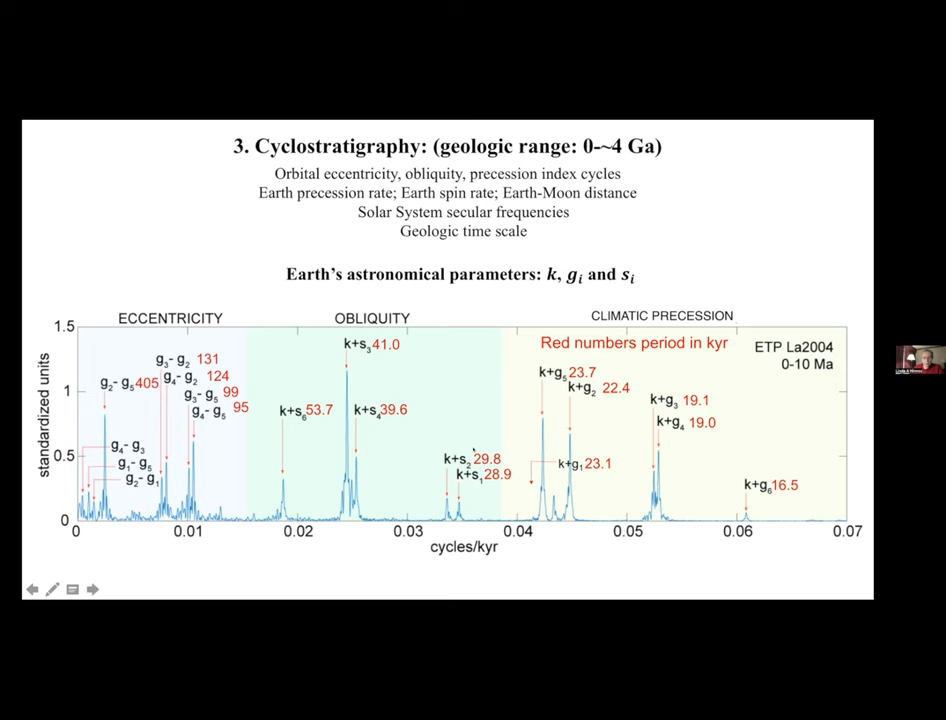 3. Cyclostratigraphy: (geologic range: 0-~4 Ga)
Orbital eccentricity, obliquity, precession index cycles
Earth precession rate; Earth spin rate; Earth-Moon distance
Solar System secular frequencies
Geologic time scale
Earth's astronomical parameters: k, gᵢ and sᵢ
ECCENTRICITY
OBLIQUITY
CLIMATIC PRECESSION
standardized units
1.5
1
0.5
0
g₄- g₃
g₁- g₅
g₂- g₁
g₂- g₅ 405
g₃- g₂ 131
g₄- g₂ 124
g₃- g₅ 99
g₄- g₅ 95
k+s₆ 53.7
k+s₃ 41.0
k+s₄ 39.6
k+s₂ 29.8
k+s₁ 28.9
Red numbers period in kyr
ETP La2004
0-10 Ma
k+g₅ 23.7
k+g₂ 22.4
k+g₁ 23.1
k+g₃ 19.1
k+g₄ 19.0
k+g₆ 16.5
0 0.01 0.02 0.03 0.04 0.05 0.06 0.07
cycles/kyr